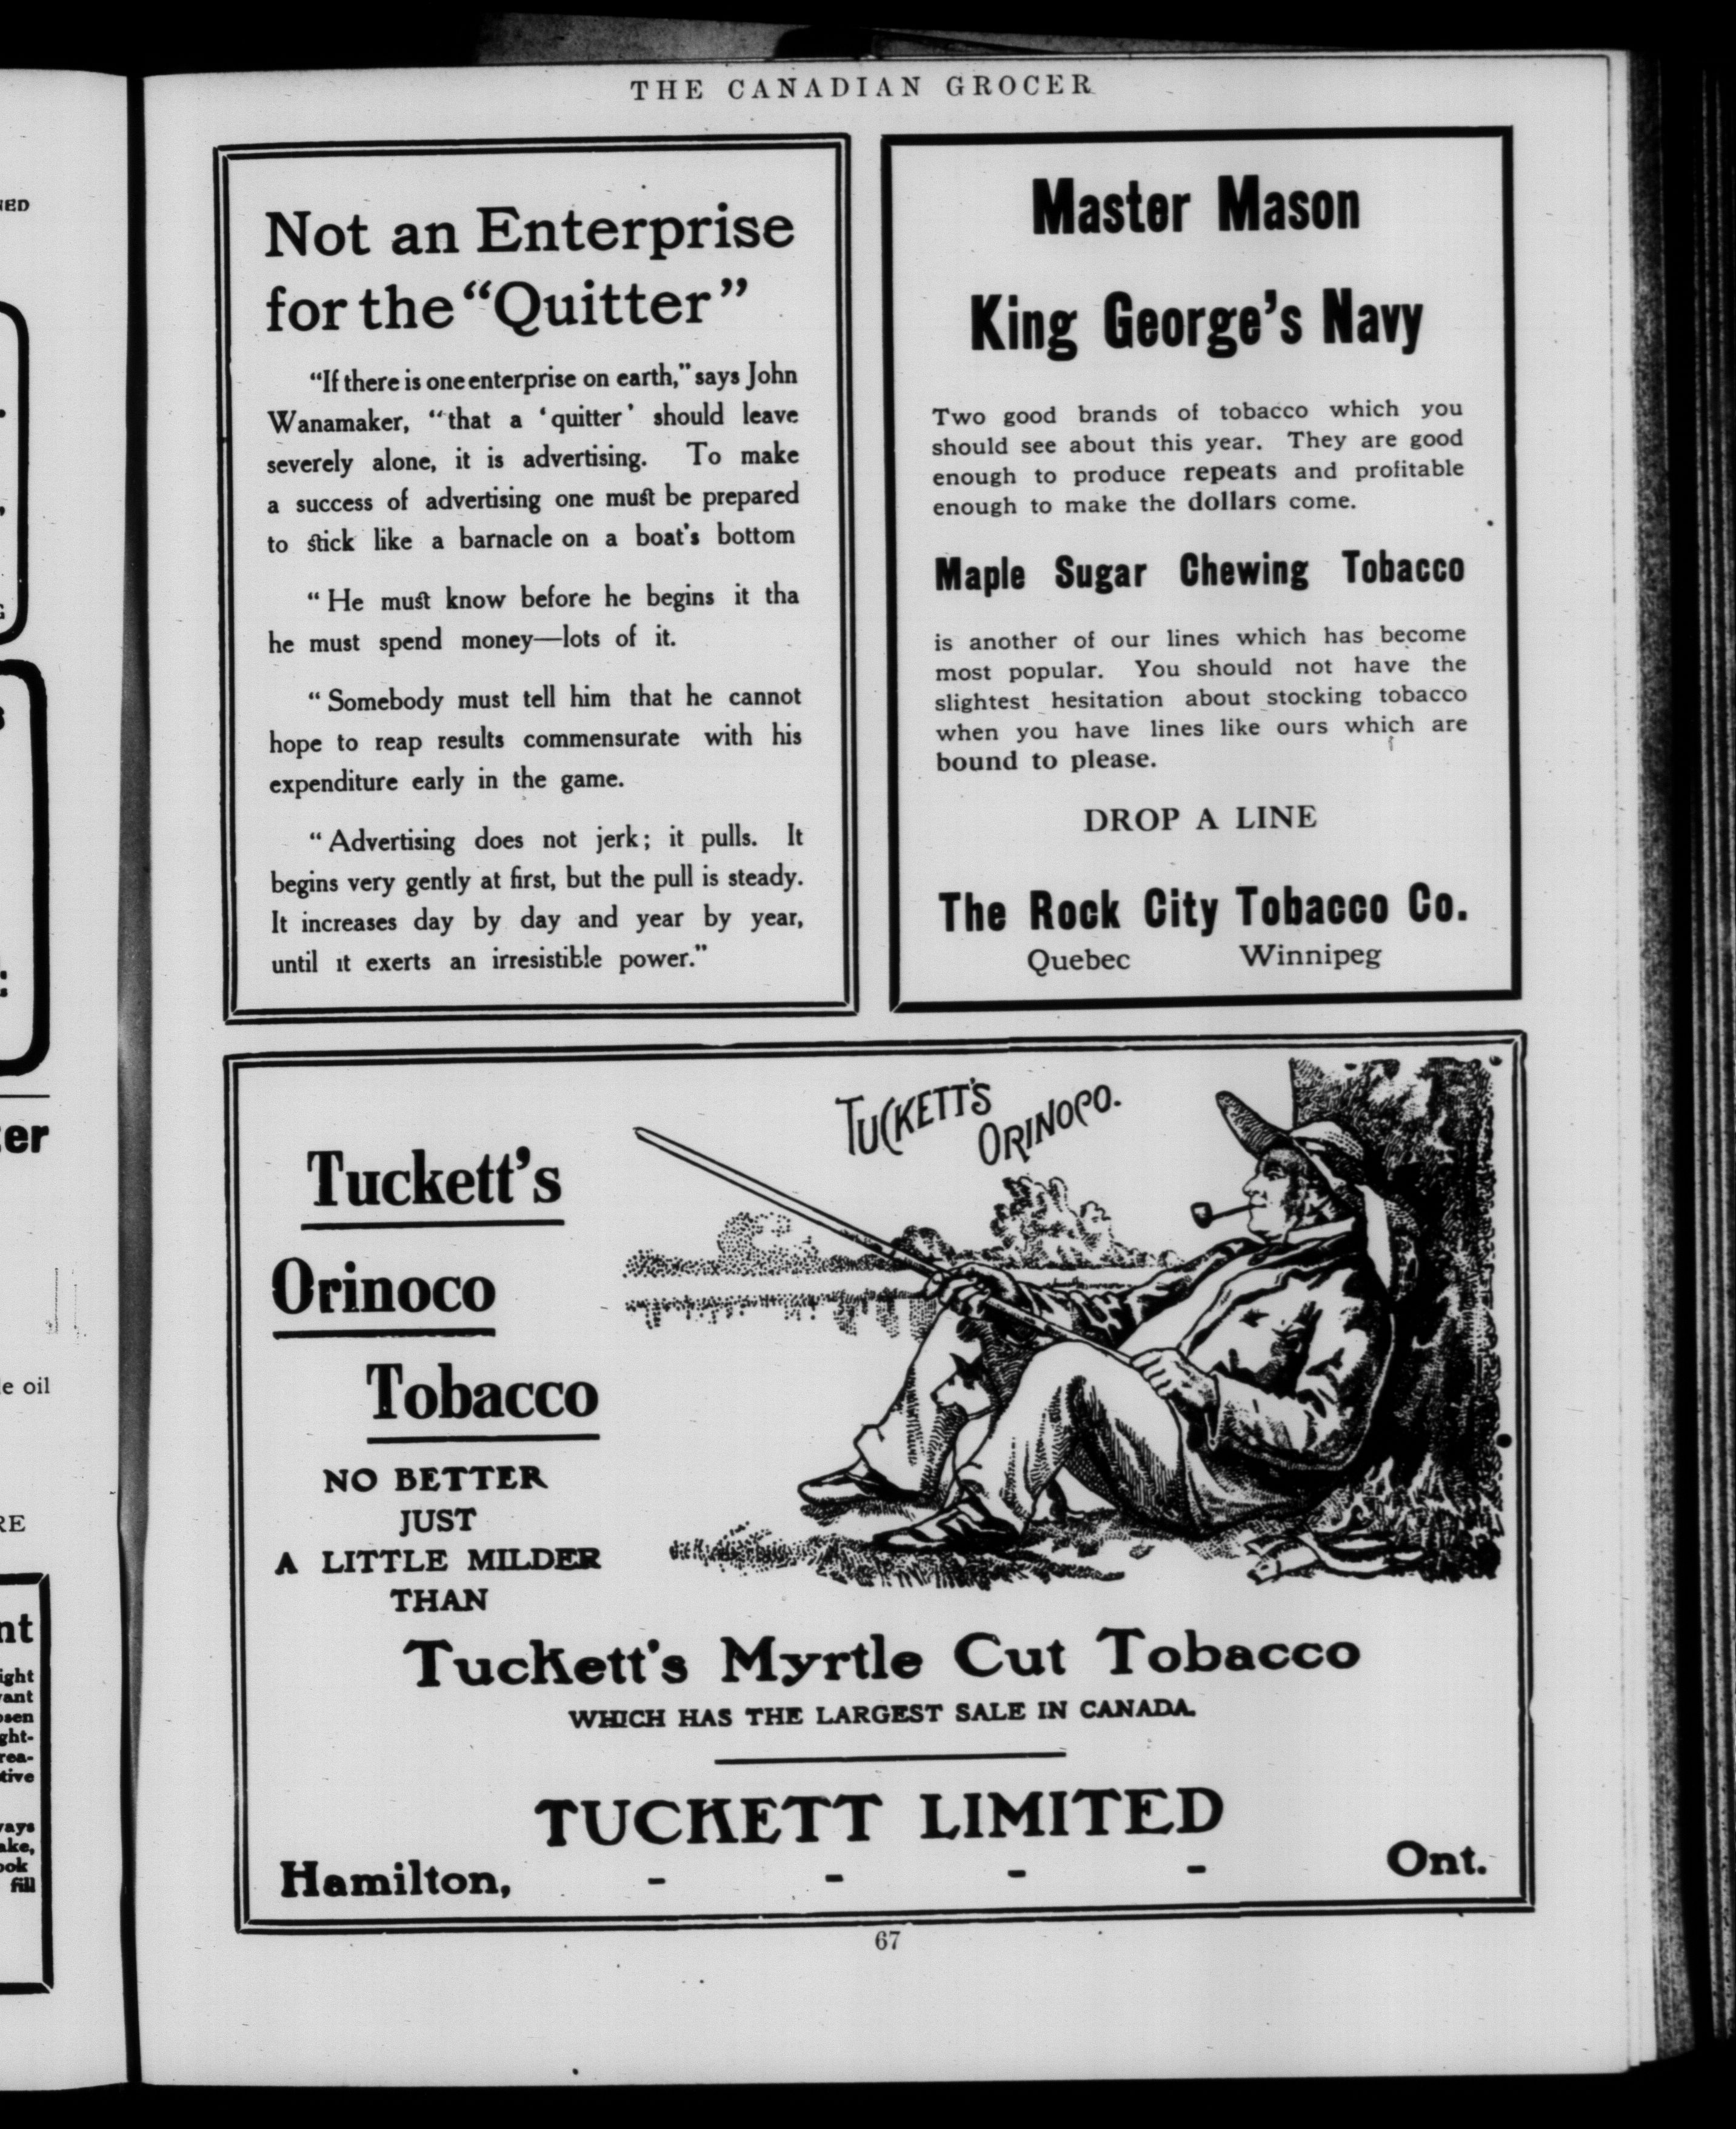 THE CANADIAN GROCER
Not an Enterprise
for the “Quitter”
“If there is one enterprise on earth,” says John
Wanamaker, “that a ‘quitter’ should leave
severely alone, it is advertising. To make
a success of advertising one must be prepared
to stick like a barnacle on a boat's bottom
“He must know before he begins it tha
he must spend money—lots of it.
“Somebody must tell him that he cannot
hope to reap results commensurate with his
expenditure early in the game.
“Advertising does not jerk; it pulls. It
begins very gently at first, but the pull is steady.
It increases day by day and year by year,
until it exerts an irresistible power.”
Master Mason
King George's Navy
Two good brands of tobacco which you
should see about this year. They are good
enough to produce repeats and profitable
enough to make the dollars come.
Maple Sugar Chewing Tobacco
is another of our lines which has become
most popular. You should not have the
slightest hesitation about stocking tobacco
when you have lines like ours which are
bound to please.
DROP A LINE
The Rock City Tobacco Co.
Quebec Winnipeg
TUCKETT'S
ORINOCO.
Tuckett's
Orinoco
Tobacco
NO BETTER
JUST
A LITTLE MILDER
THAN
Tuckett's Myrtle Cut Tobacco
WHICH HAS THE LARGEST SALE IN CANADA.
TUCKETT LIMITED
Hamilton, - - - - Ont.
67